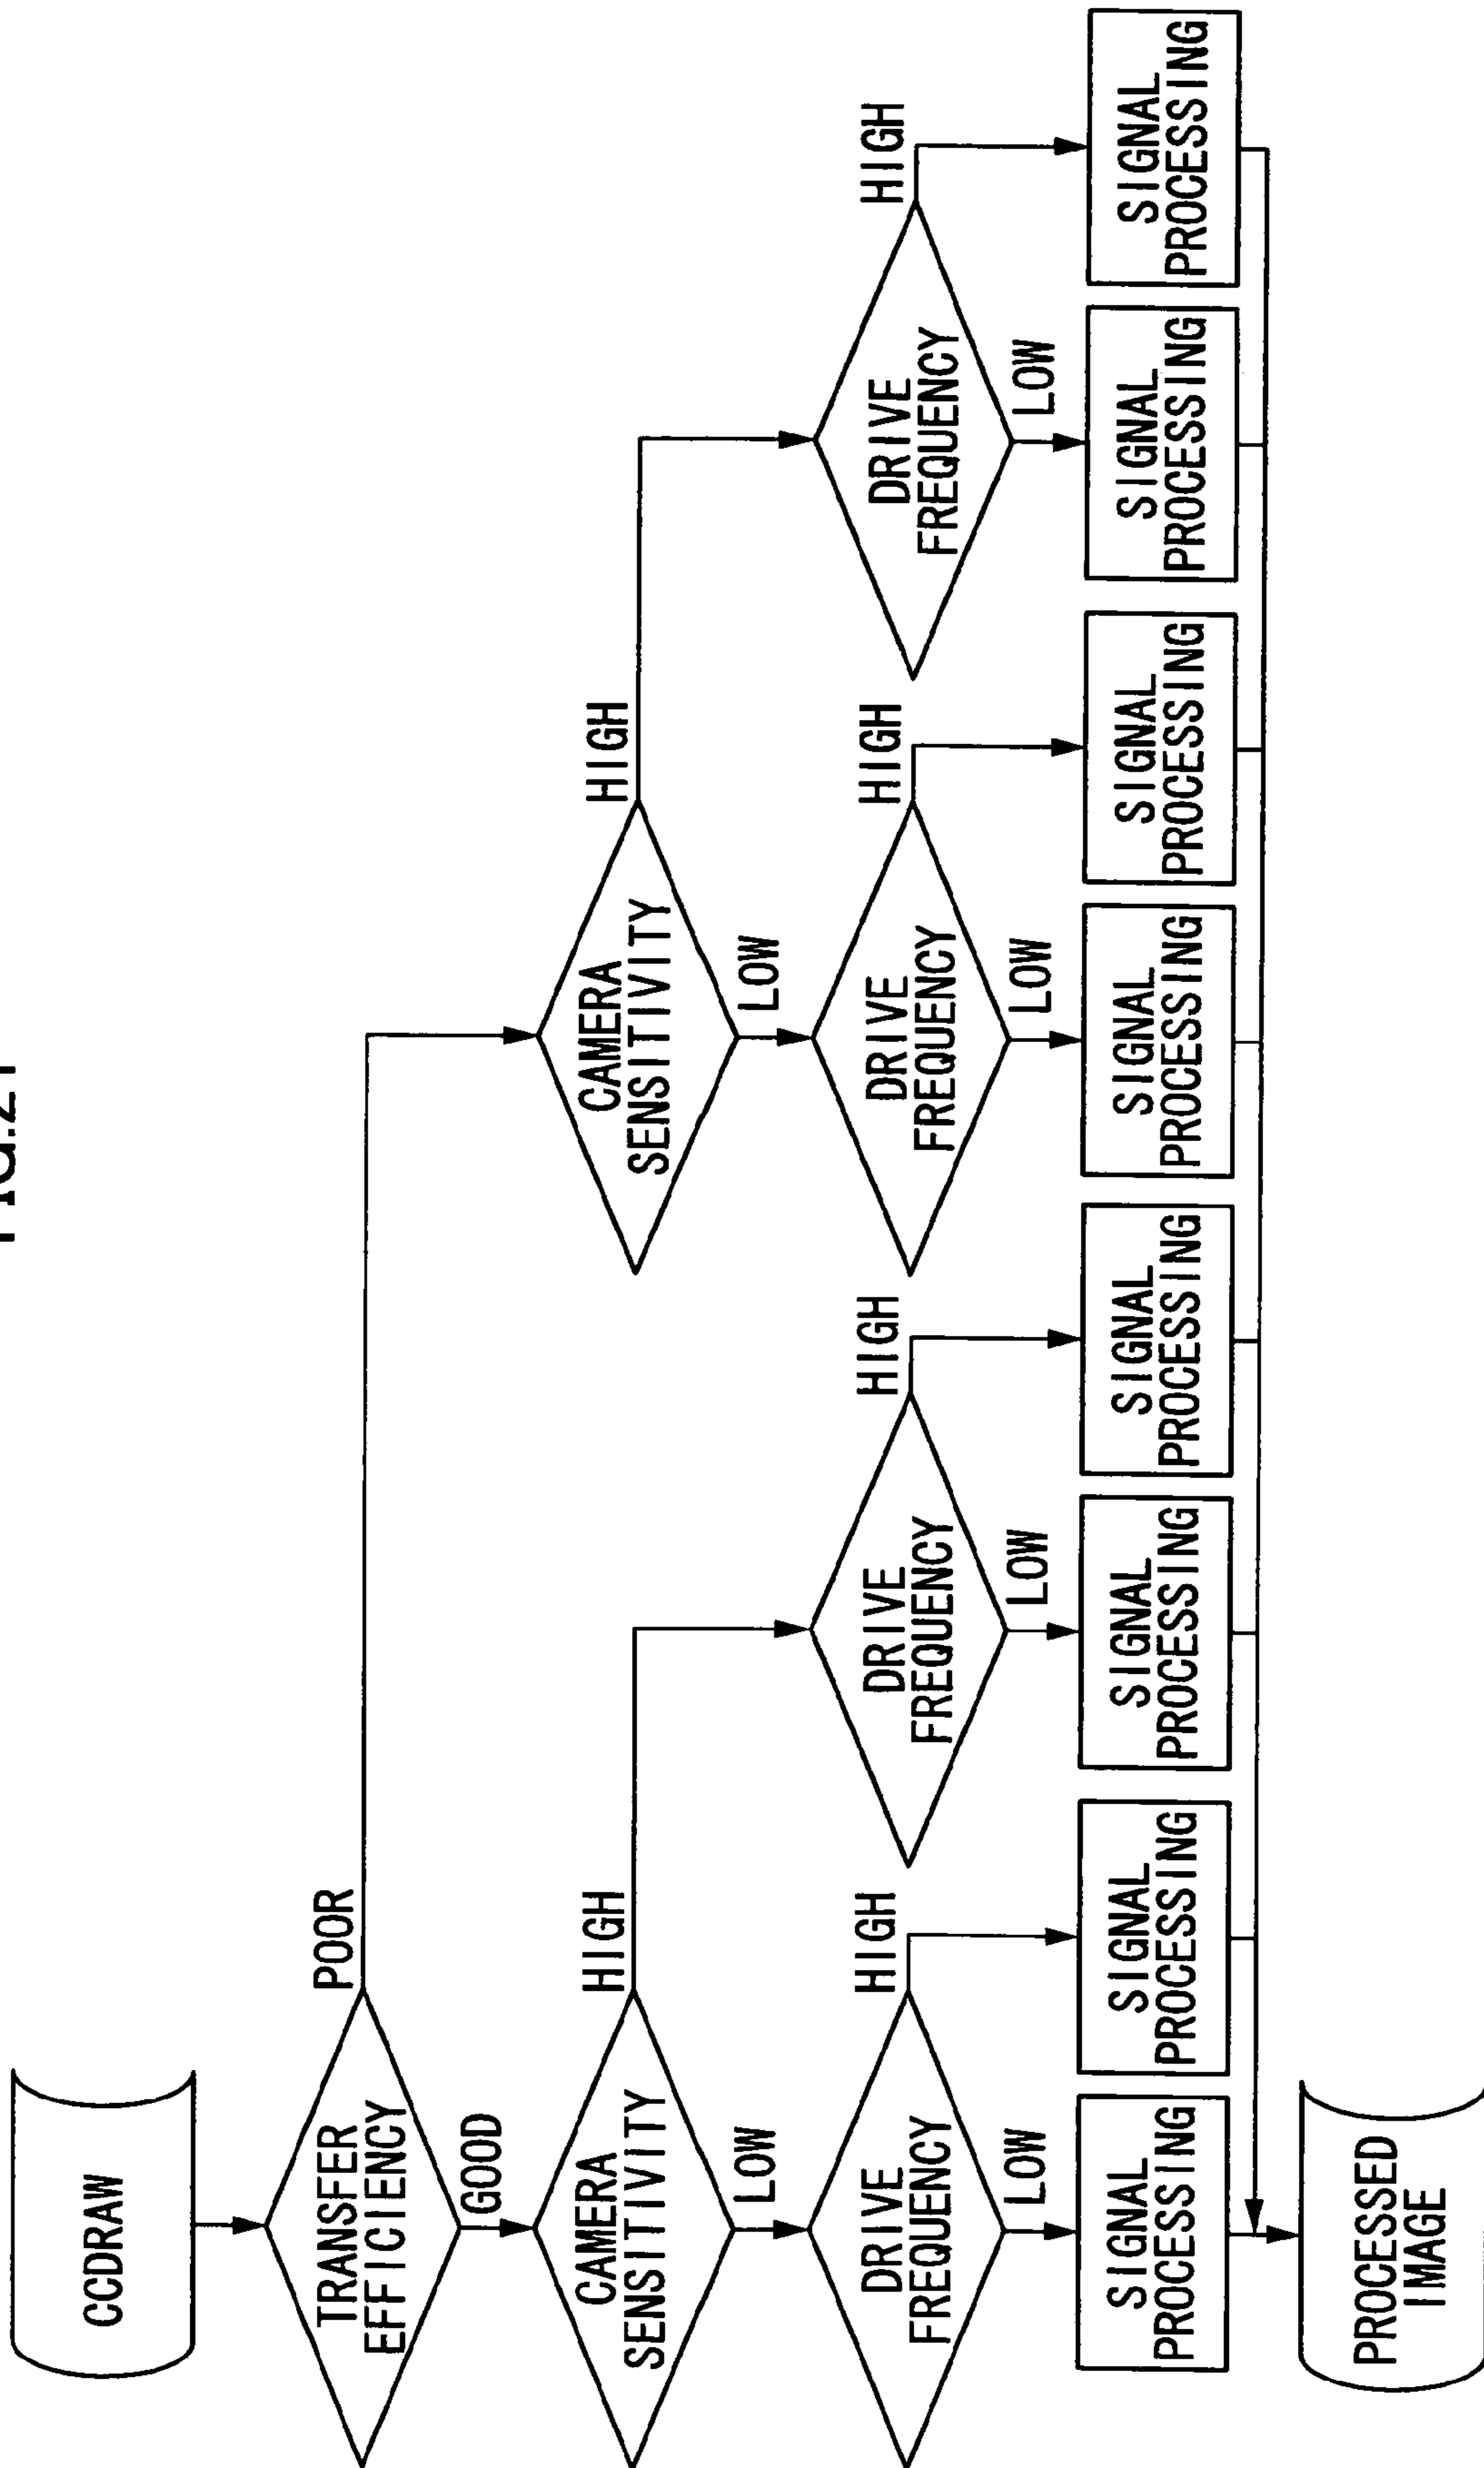 CCDRAW
TRANSFER
EFFICIENCY
POOR
GOOD
CAMERA
SENSITIVITY
HIGH
LOW
CAMERA
SENSITIVITY
HIGH
LOW
DRIVE
FREQUENCY
HIGH
LOW
DRIVE
FREQUENCY
HIGH
LOW
DRIVE
FREQUENCY
HIGH
LOW
DRIVE
FREQUENCY
HIGH
LOW
SIGNAL
PROCESSING
SIGNAL
PROCESSING
SIGNAL
PROCESSING
SIGNAL
PROCESSING
SIGNAL
PROCESSING
SIGNAL
PROCESSING
SIGNAL
PROCESSING
SIGNAL
PROCESSING
PROCESSED
IMAGE